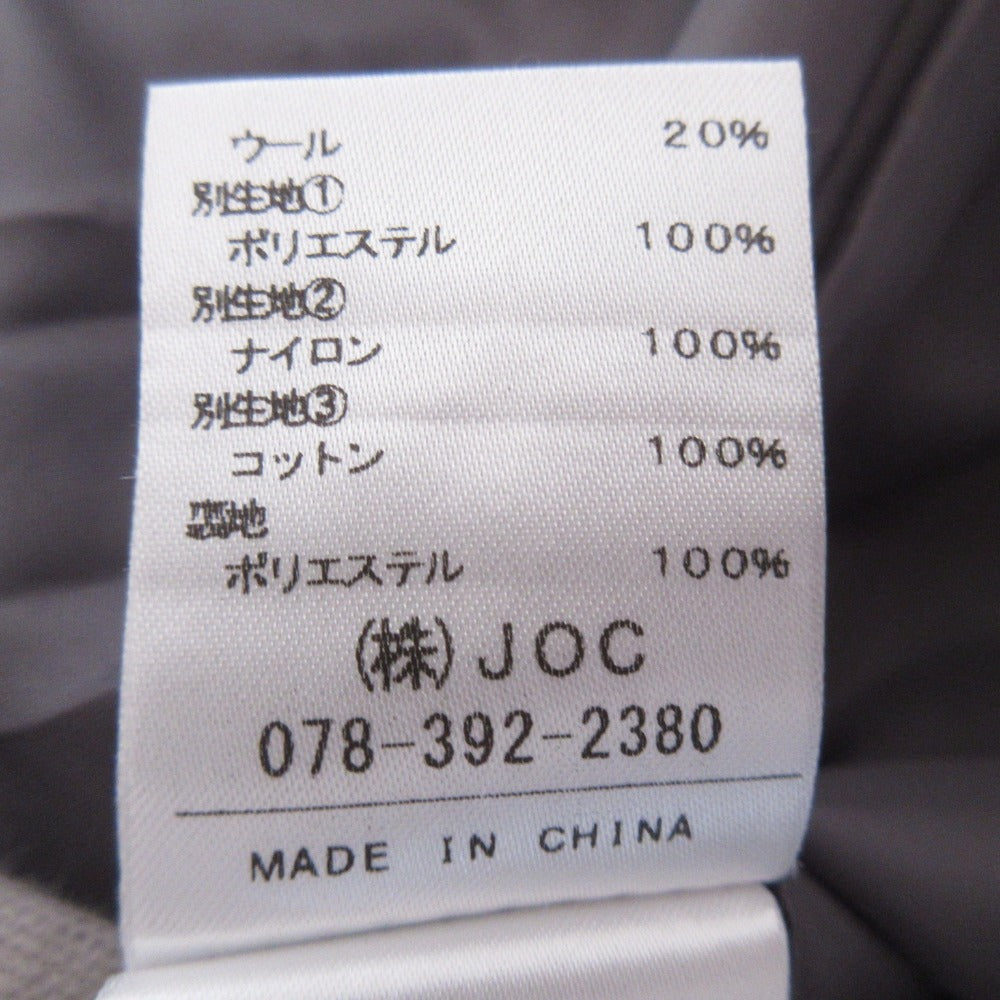 ウール 20%
別生地①
ポリエステル 100%
別生地②
ナイロン 100%
別生地③
コットン 100%
裏地
ポリエステル 100%
(株)JOC
078-392-2380
MADE IN CHINA